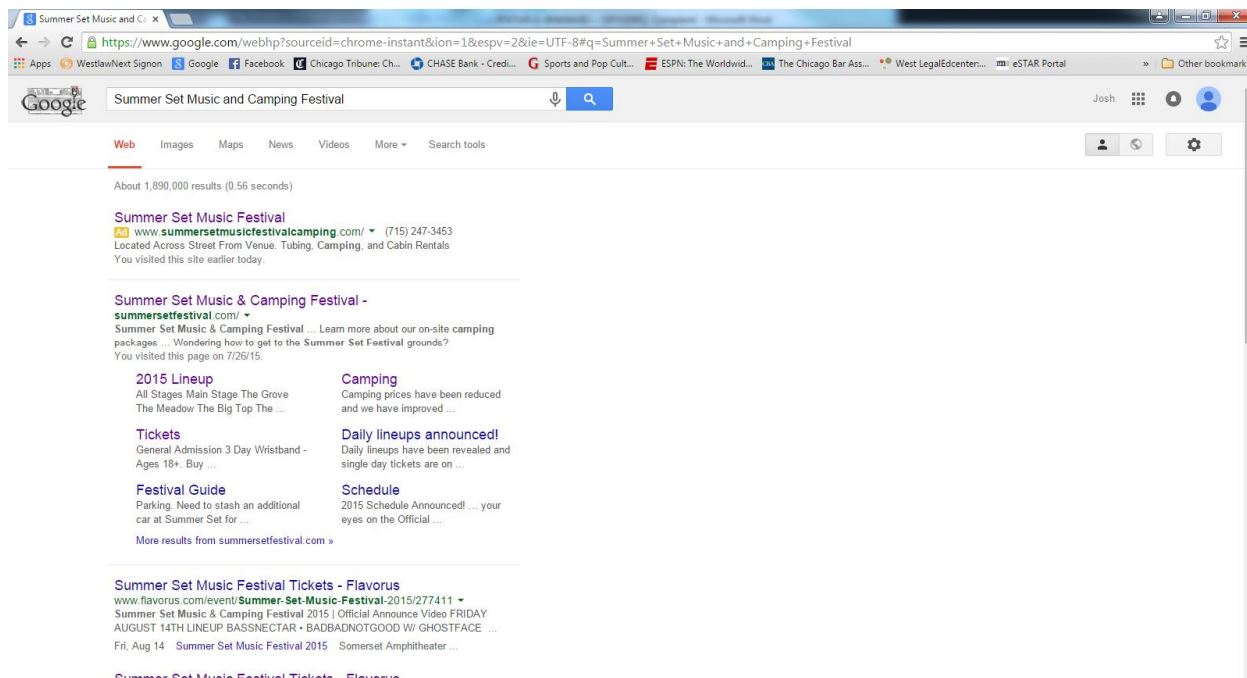 Summer Set Music and Ca ×
https://www.google.com/webhp?sourceid=chrome-instant&ion=1&espv=2&ie=UTF-8#q=Summer+Set+Music+and+Camping+Festival
Apps WestlawNext Signon Google Facebook Chicago Tribune: Ch... CHASE Bank - Credi... Sports and Pop Cult... ESPN: The Worldwid... The Chicago Bar Ass... West LegalEdcenter:... eSTAR Portal » Other bookmark
Google Summer Set Music and Camping Festival Josh
Web Images Maps News Videos More Search tools
About 1,890,000 results (0.56 seconds)
Summer Set Music Festival
Ad www.summersetmusicfestivalcamping.com/ (715) 247-3453
Located Across Street From Venue. Tubing, Camping, and Cabin Rentals
You visited this site earlier today.
Summer Set Music & Camping Festival -
summersetfestival.com/
Summer Set Music & Camping Festival ... Learn more about our on-site camping
packages ... Wondering how to get to the Summer Set Festival grounds?
You visited this page on 7/26/15.
2015 Lineup
All Stages Main Stage The Grove
The Meadow The Big Top The ...
Camping
Camping prices have been reduced
and we have improved ...
Tickets
General Admission 3 Day Wristband -
Ages 18+. Buy ...
Daily lineups announced!
Daily lineups have been revealed and
single day tickets are on ...
Festival Guide
Parking. Need to stash an additional
car at Summer Set for ...
Schedule
2015 Schedule Announced! ... your
eyes on the Official ...
More results from summersetfestival.com »
Summer Set Music Festival Tickets - Flavorus
www.flavorus.com/event/Summer-Set-Music-Festival-2015/277411
Summer Set Music & Camping Festival 2015 | Official Announce Video FRIDAY
AUGUST 14TH LINEUP BASSNECTAR • BADBADNOTGOOD W/ GHOSTFACE ...
Fri, Aug 14 Summer Set Music Festival 2015 Somerset Amphitheater ...
Summer Set Music Festival Tickets - Flavorus